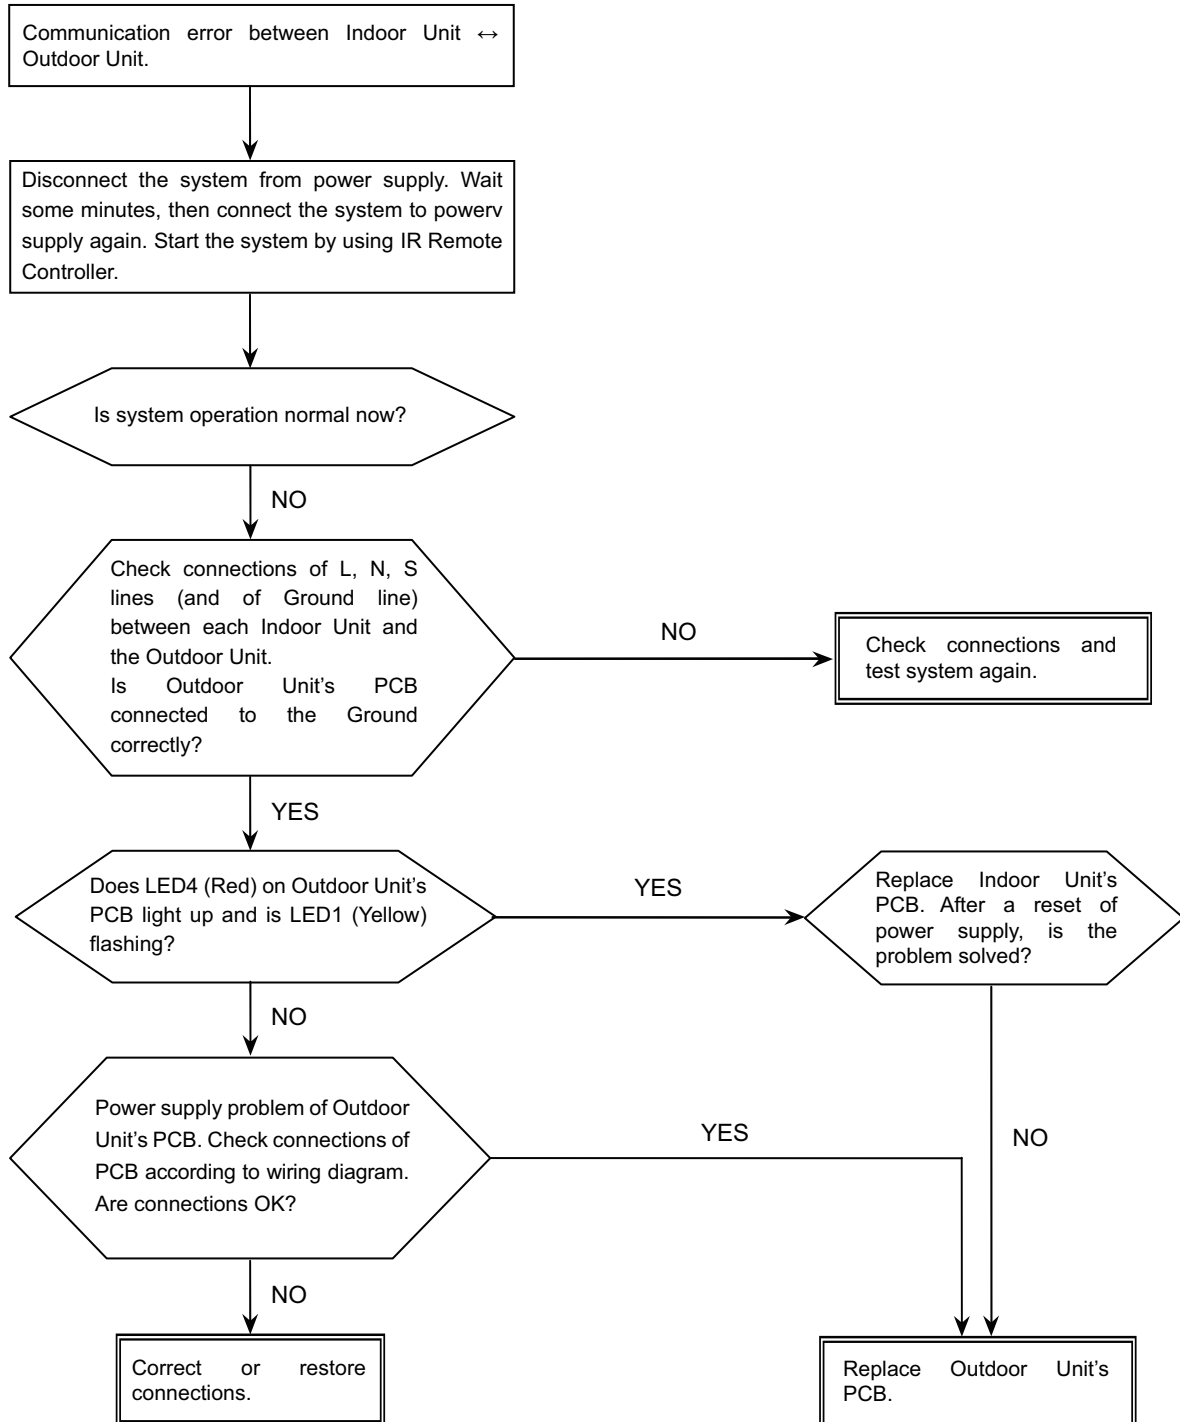 Communication error between Indoor Unit ↔
Outdoor Unit.
Disconnect the system from power supply. Wait
some minutes, then connect the system to powerv
supply again. Start the system by using IR Remote
Controller.
Is system operation normal now?
NO
Check connections of L, N, S
lines (and of Ground line)
between each Indoor Unit and
the Outdoor Unit.
Is Outdoor Unit's PCB
connected to the Ground
correctly?
NO
Check connections and
test system again.
YES
Does LED4 (Red) on Outdoor Unit's
PCB light up and is LED1 (Yellow)
flashing?
YES
Replace Indoor Unit's
PCB. After a reset of
power supply, is the
problem solved?
NO
Power supply problem of Outdoor
Unit's PCB. Check connections of
PCB according to wiring diagram.
Are connections OK?
YES
NO
NO
Correct or restore
connections.
Replace Outdoor Unit's
PCB.